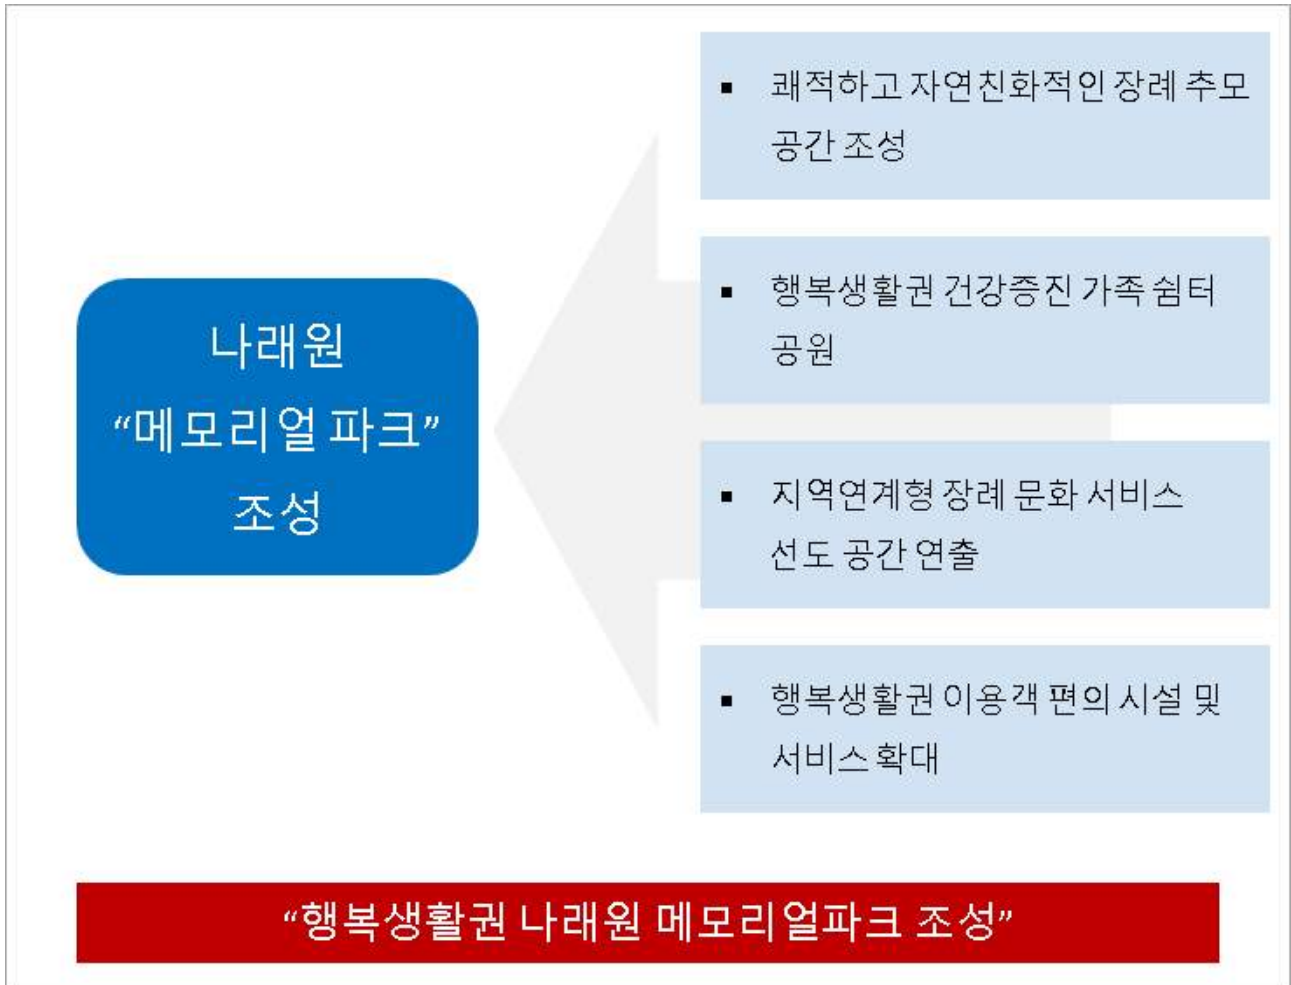 나래원
“메모리얼 파크”
조성
▪ 쾌적하고 자연친화적인 장례 추모
공간 조성
▪ 행복생활권 건강증진 가족 쉼터
공원
▪ 지역연계형 장례 문화 서비스
선도 공간 연출
▪ 행복생활권 이용객 편의 시설 및
서비스 확대
“행복생활권 나래원 메모리얼파크 조성”